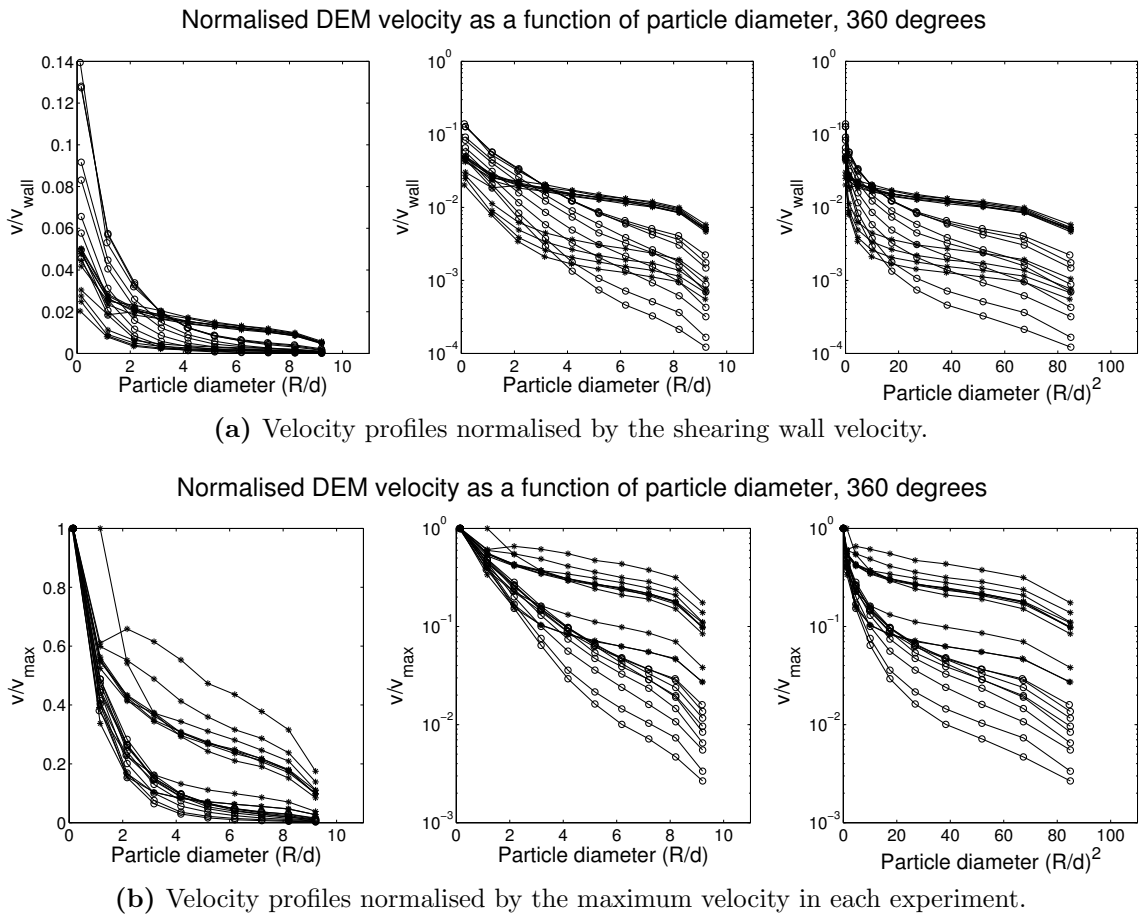 Normalised DEM velocity as a function of particle diameter, 360 degrees
0.14
0.12
0.1
0.08
0.06
0.04
0.02
0
v/v_wall
0 2 4 6 8 10
Particle diameter (R/d)
10^0
10^−1
10^−2
10^−3
10^−4
v/v_wall
0 2 4 6 8 10
Particle diameter (R/d)
10^0
10^−1
10^−2
10^−3
10^−4
v/v_wall
0 20 40 60 80 100
Particle diameter (R/d)^2
(a) Velocity profiles normalised by the shearing wall velocity.
Normalised DEM velocity as a function of particle diameter, 360 degrees
1
0.8
0.6
0.4
0.2
0
v/v_max
0 2 4 6 8 10
Particle diameter (R/d)
10^0
10^−1
10^−2
10^−3
v/v_max
0 2 4 6 8 10
Particle diameter (R/d)
10^0
10^−1
10^−2
10^−3
v/v_max
0 20 40 60 80 100
Particle diameter (R/d)^2
(b) Velocity profiles normalised by the maximum velocity in each experiment.